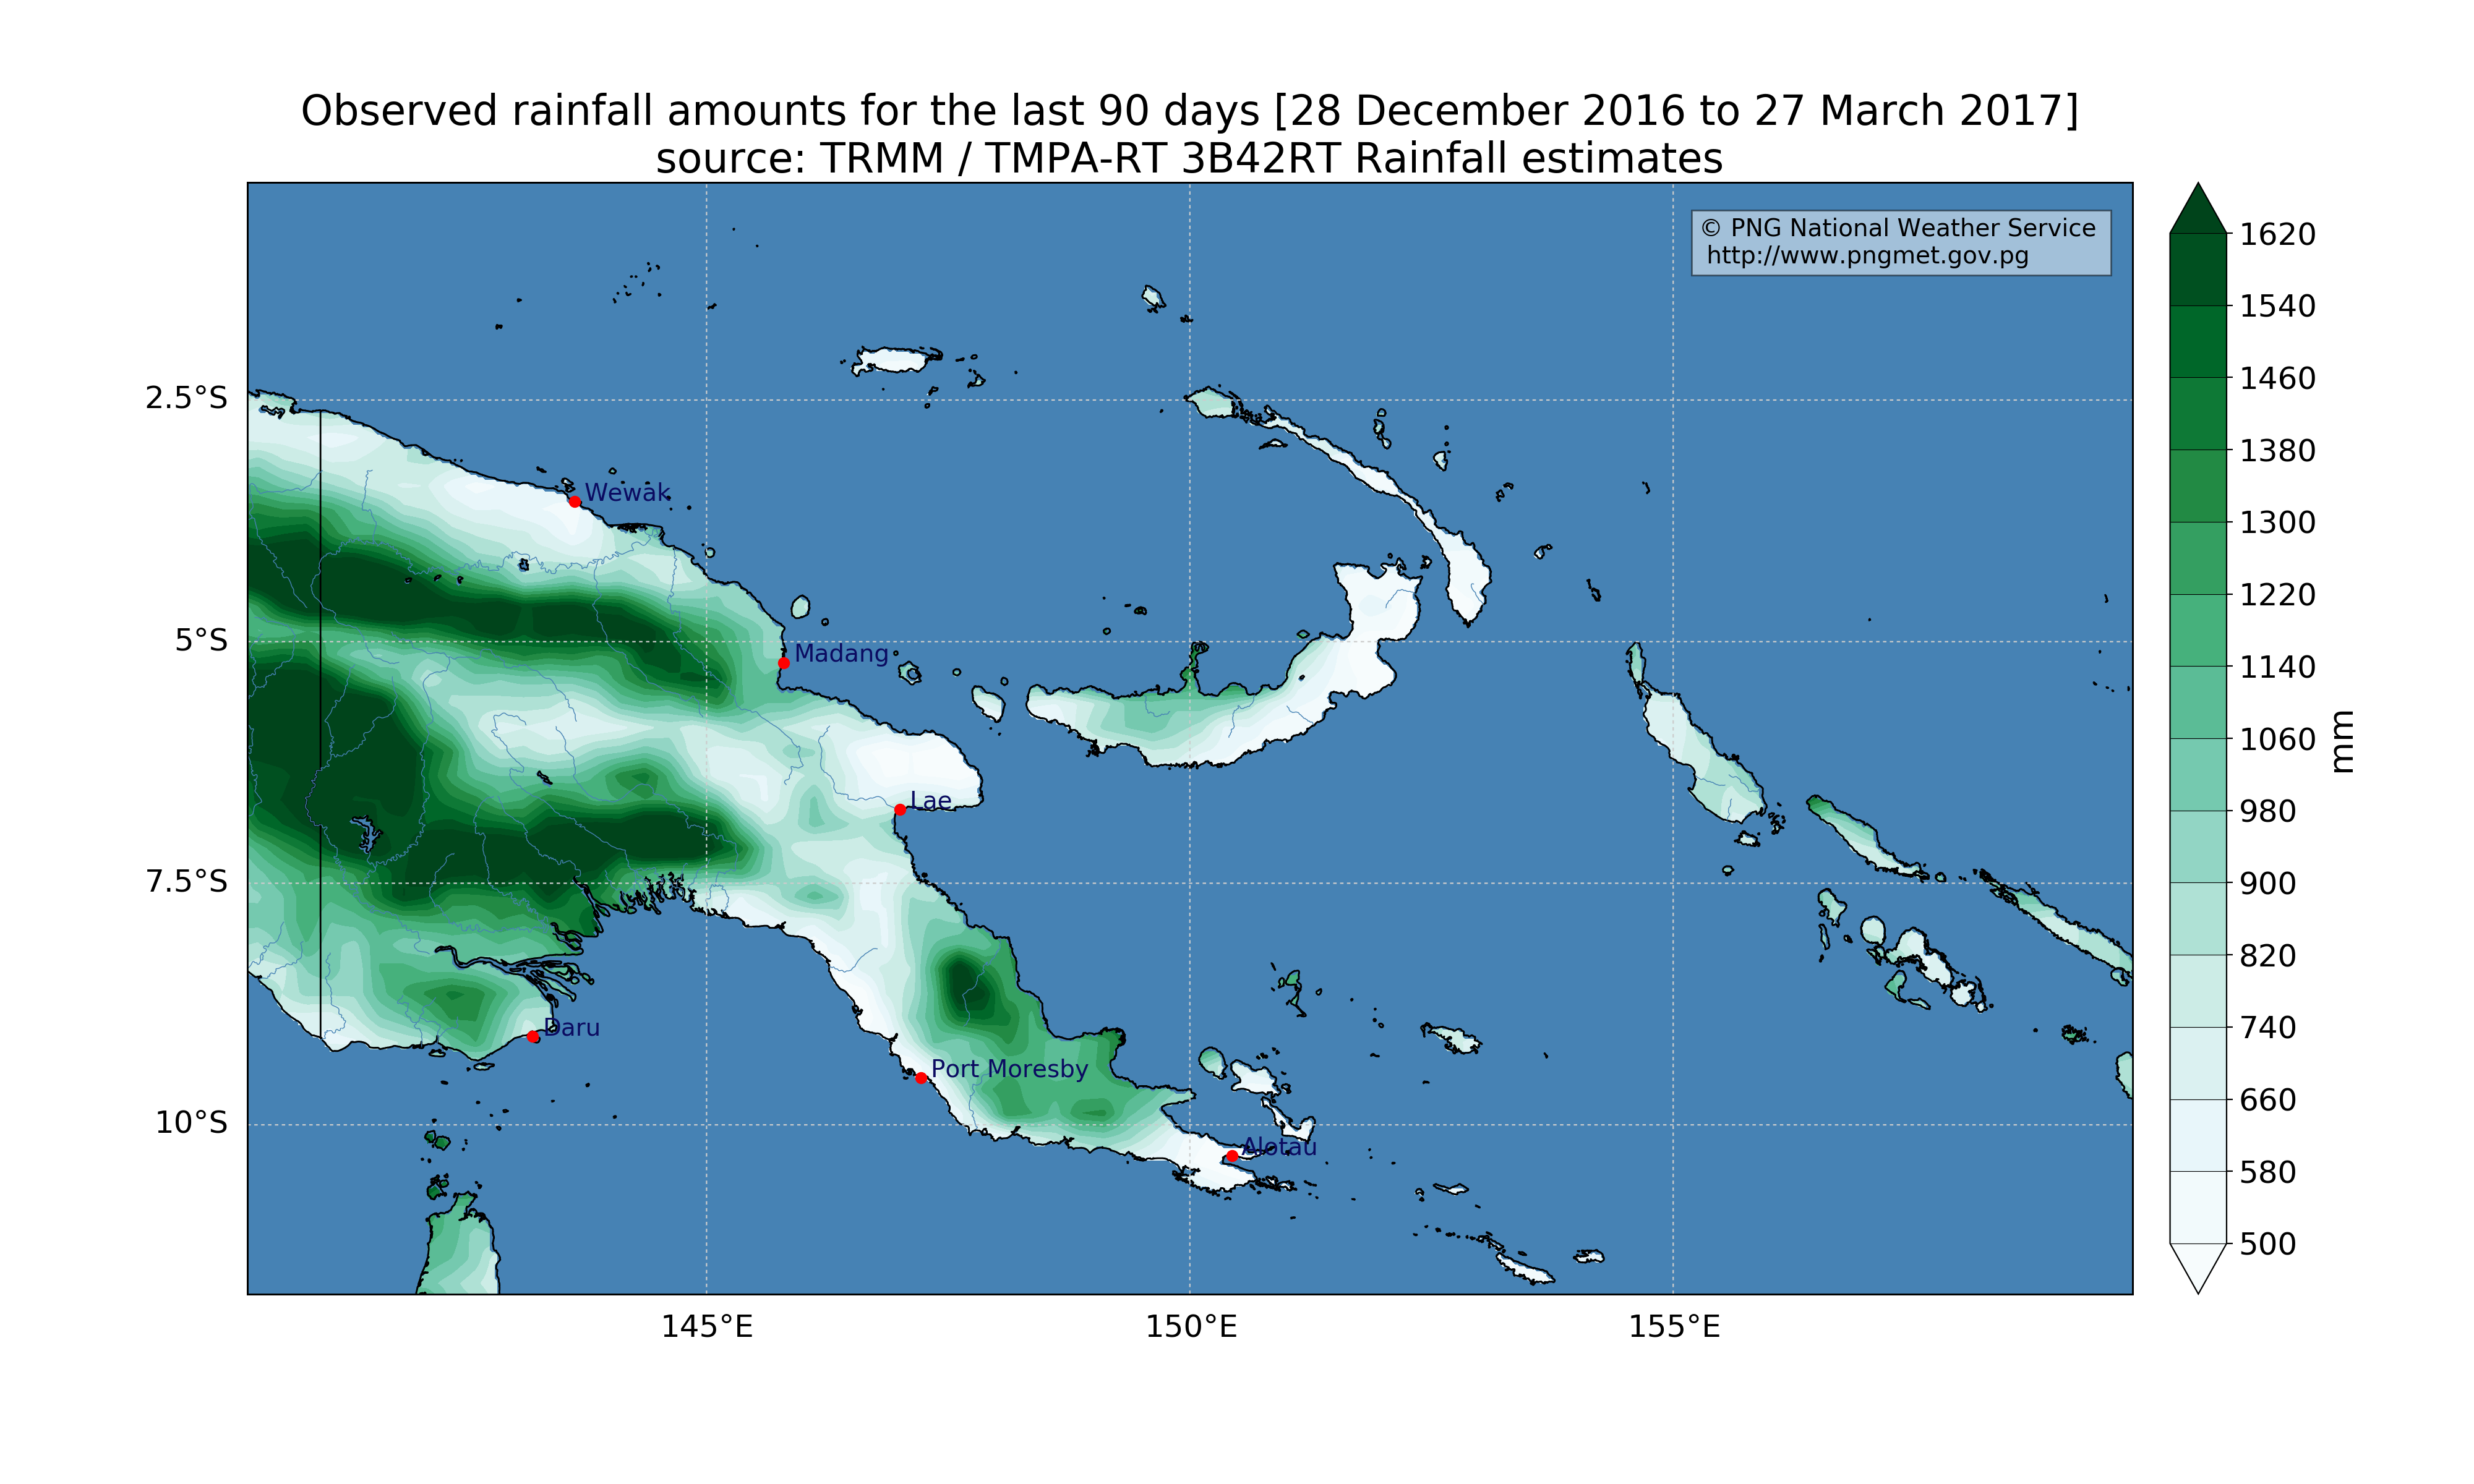 Observed rainfall amounts for the last 90 days [28 December 2016 to 27 March 2017]
source: TRMM / TMPA-RT 3B42RT Rainfall estimates
© PNG National Weather Service
http://www.pngmet.gov.pg
2.5°S
5°S
7.5°S
10°S
Wewak
Madang
Lae
Daru
Port Moresby
Alotau
145°E
150°E
155°E
1620
1540
1460
1380
1300
1220
1140
1060
980
900
820
740
660
580
500
mm